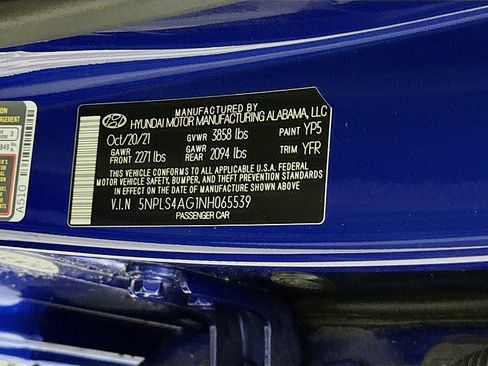 MANUFACTURED BY
HYUNDAI MOTOR MANUFACTURING ALABAMA, LLC
Oct/20/21 GVWR 3858 lbs PAINT YP5
GAWR FRONT 2271 lbs GAWR REAR 2094 lbs TRIM YFR
THIS VEHICLE CONFORMS TO ALL APPLICABLE U.S.A. FEDERAL
MOTOR VEHICLE SAFETY, BUMPER, AND THEFT PREVENTION STANDARDS
IN EFFECT ON THE DATE OF MANUFACTURE SHOWN ABOVE.
V.I.N 5NPLS4AG1NH065539
PASSENGER CAR
A510